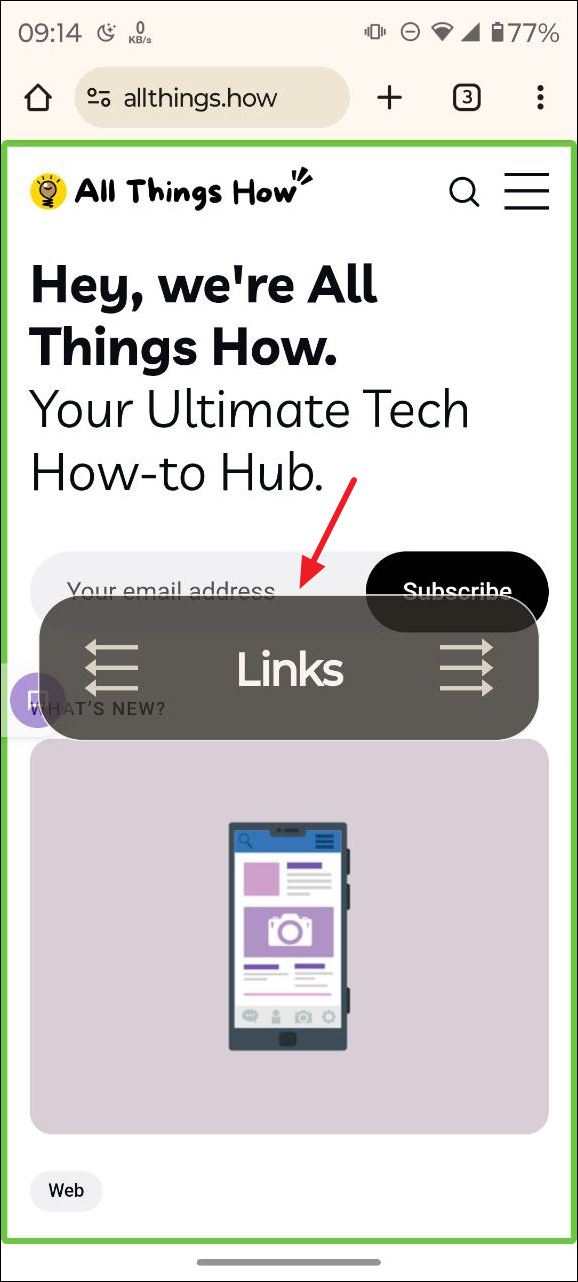 09:14
0
KB/s
77%
allthings.how
3
All Things How
Hey, we're All
Things How.
Your Ultimate Tech
How-to Hub.
Your email address
Subscribe
Links
WHAT'S NEW?
Web